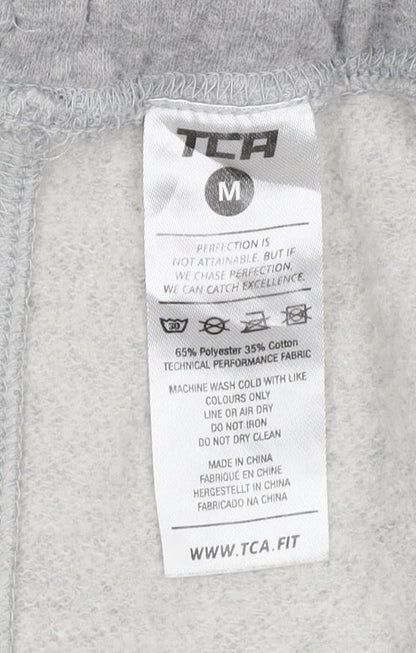 TCA
M
PERFECTION IS
NOT ATTAINABLE. BUT IF
WE CHASE PERFECTION,
WE CAN CATCH EXCELLENCE.
30
65% Polyester 35% Cotton
TECHNICAL PERFORMANCE FABRIC
MACHINE WASH COLD WITH LIKE
COLOURS ONLY
LINE OR AIR DRY
DO NOT IRON
DO NOT DRY CLEAN
MADE IN CHINA
FABRIQUÉ EN CHINE
HERGESTELLT IN CHINA
FABRICADO NA CHINA
WWW.TCA.FIT